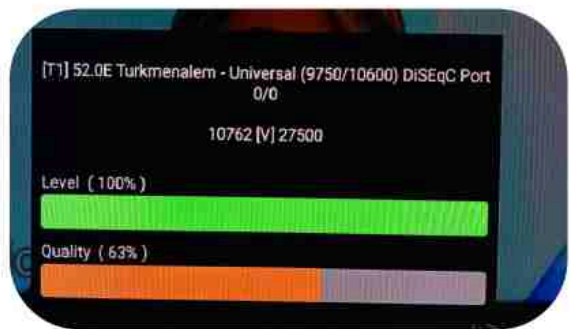 [T1] 52.0E Turkmenalem - Universal (9750/10600) DiSEqC Port
0/0
10762 [V] 27500
Level ( 100% )
Quality ( 63% )